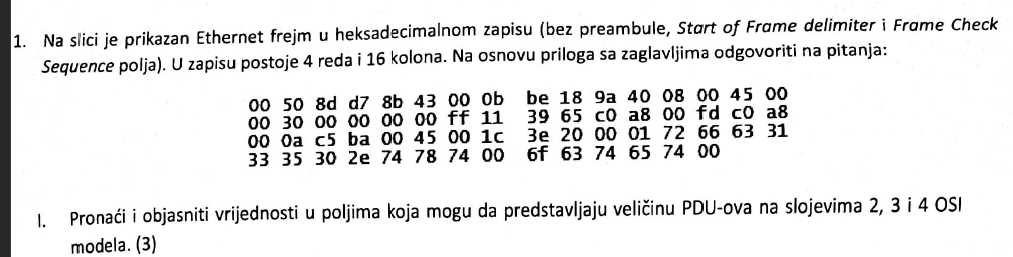 1. Na slici je prikazan Ethernet frejm u heksadecimalnom zapisu (bez preambule, Start of Frame delimiter i Frame Check
Sequence polja). U zapisu postoje 4 reda i 16 kolona. Na osnovu priloga sa zaglavljima odgovoriti na pitanja:
00 50 8d d7 8b 43 00 0b be 18 9a 40 08 00 45 00
00 30 00 00 00 00 ff 11 39 65 c0 a8 00 fd c0 a8
00 0a c5 ba 00 45 00 1c 3e 20 00 01 72 66 63 31
33 35 30 2e 74 78 74 00 6f 63 74 65 74 00
I. Pronaći i objasniti vrijednosti u poljima koja mogu da predstavljaju veličinu PDU-ova na slojevima 2, 3 i 4 OSI
modela. (3)